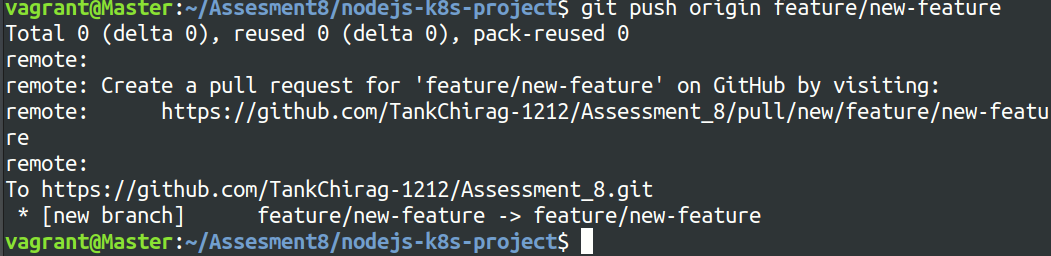 vagrant@Master:~/Assesment8/nodejs-k8s-project$ git push origin feature/new-feature
Total 0 (delta 0), reused 0 (delta 0), pack-reused 0
remote:
remote: Create a pull request for 'feature/new-feature' on GitHub by visiting:
remote:      https://github.com/TankChirag-1212/Assessment_8/pull/new/feature/new-featu
re
remote:
To https://github.com/TankChirag-1212/Assessment_8.git
 * [new branch]      feature/new-feature -> feature/new-feature
vagrant@Master:~/Assesment8/nodejs-k8s-project$